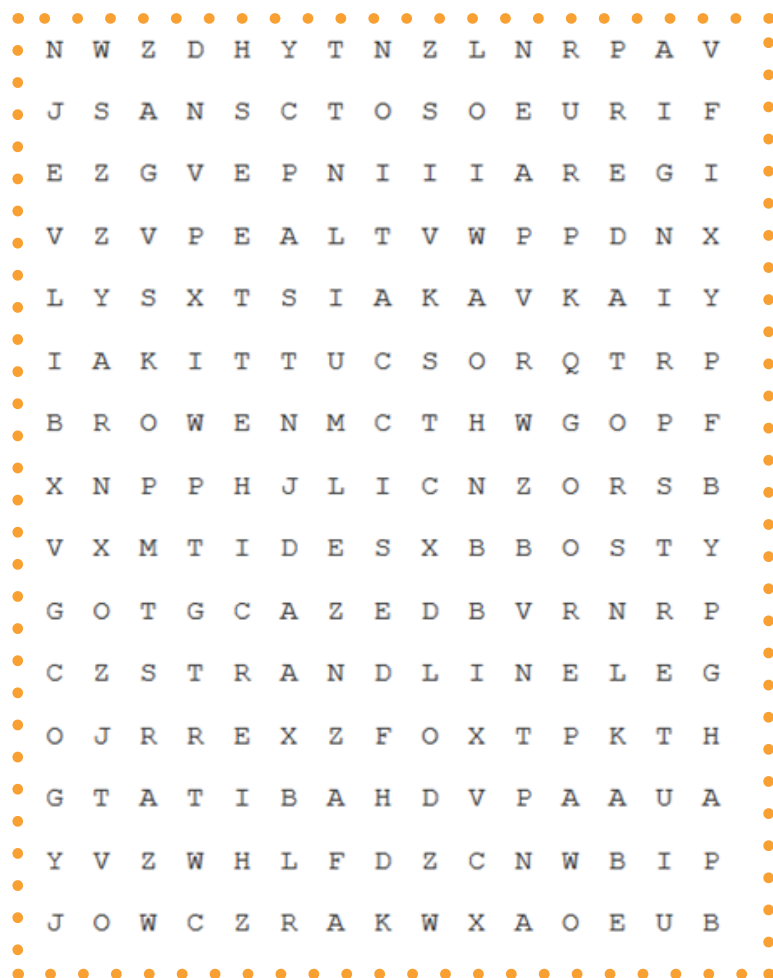 N W Z D H Y T N Z L N R P A V
J S A N S C T O S O E U R I F
E Z G V E P N I I I A R E G I
V Z V P E A L T V W P P D N X
L Y S X T S I A K A V K A I Y
I A K I T T U C S O R Q T R P
B R O W E N M C T H W G O P F
X N P P H J L I C N Z O R S B
V X M T I D E S X B B O S T Y
G O T G C A Z E D B V R N R P
C Z S T R A N D L I N E L E G
O J R R E X Z F O X T P K T H
G T A T I B A H D V P A A U A
Y V Z W H L F D Z C N W B I P
J O W C Z R A K W X A O E U B